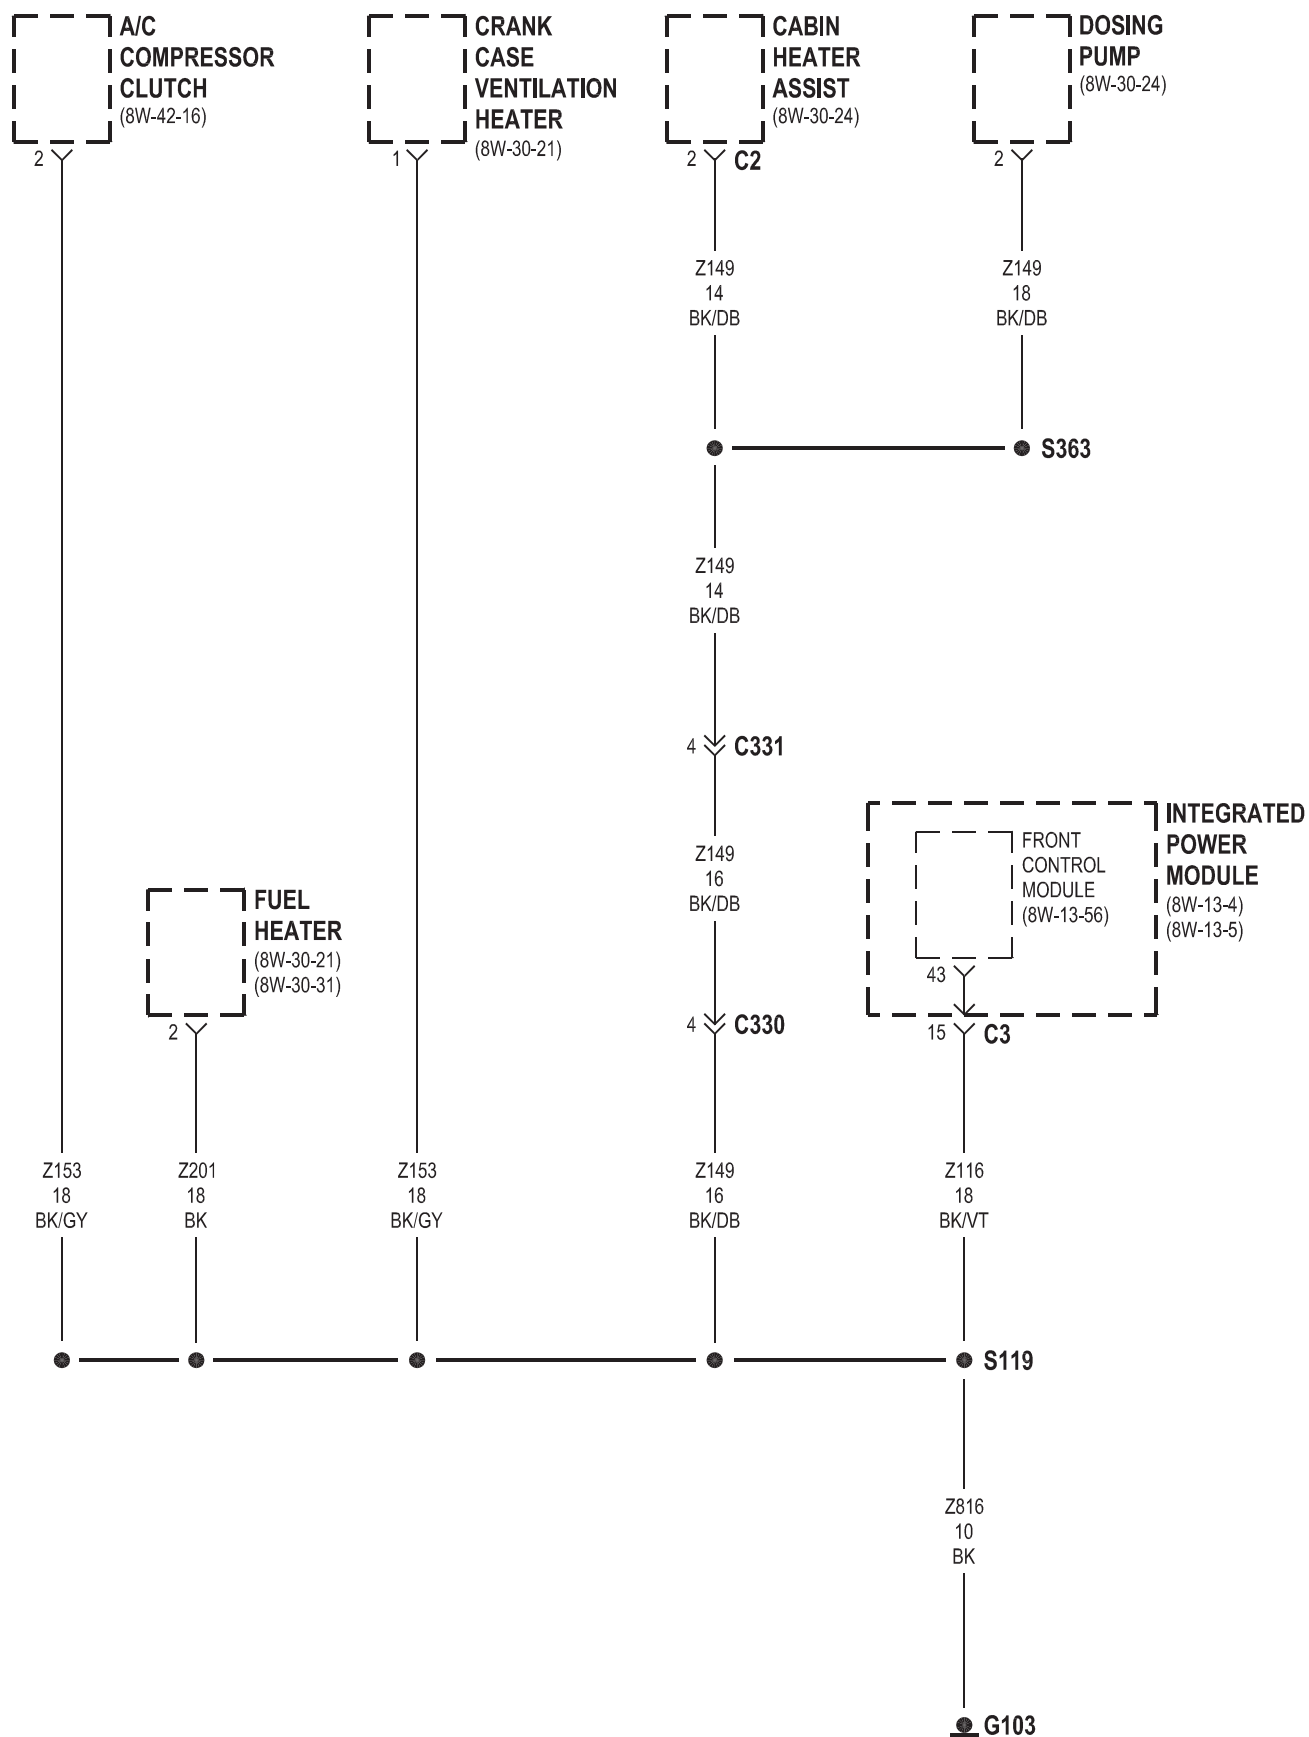 A/C
COMPRESSOR
CLUTCH
(8W-42-16)
2
CRANK
CASE
VENTILATION
HEATER
(8W-30-21)
1
CABIN
HEATER
ASSIST
(8W-30-24)
2 C2
DOSING
PUMP
(8W-30-24)
2
Z149
14
BK/DB
Z149
18
BK/DB
S363
Z149
14
BK/DB
4 C331
Z149
16
BK/DB
4 C330
INTEGRATED
POWER
MODULE
(8W-13-4)
(8W-13-5)
FRONT
CONTROL
MODULE
(8W-13-56)
43
15 C3
FUEL
HEATER
(8W-30-21)
(8W-30-31)
2
Z153
18
BK/GY
Z201
18
BK
Z153
18
BK/GY
Z149
16
BK/DB
Z116
18
BK/VT
S119
Z816
10
BK
G103